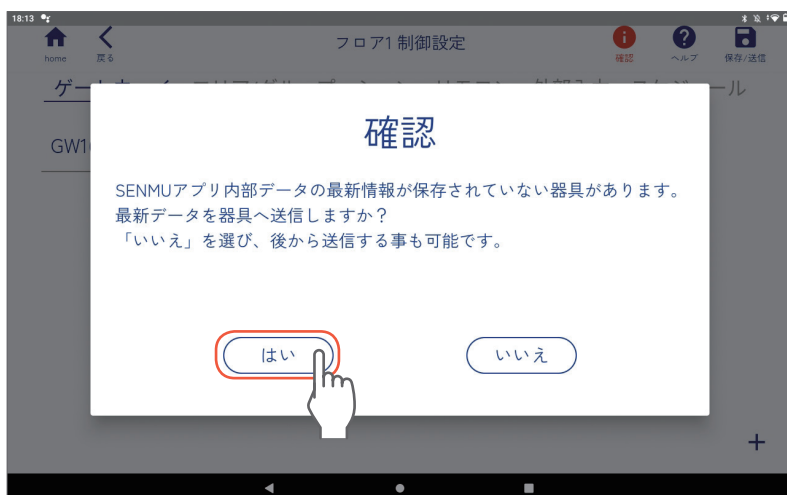 18:13
フロア1 制御設定
home
戻る
確認
ヘルプ
保存/送信
GW1
確認
SENMUアプリ内部データの最新情報が保存されていない器具があります。
最新データを器具へ送信しますか？
「いいえ」を選び、後から送信する事も可能です。
はい
いいえ
+